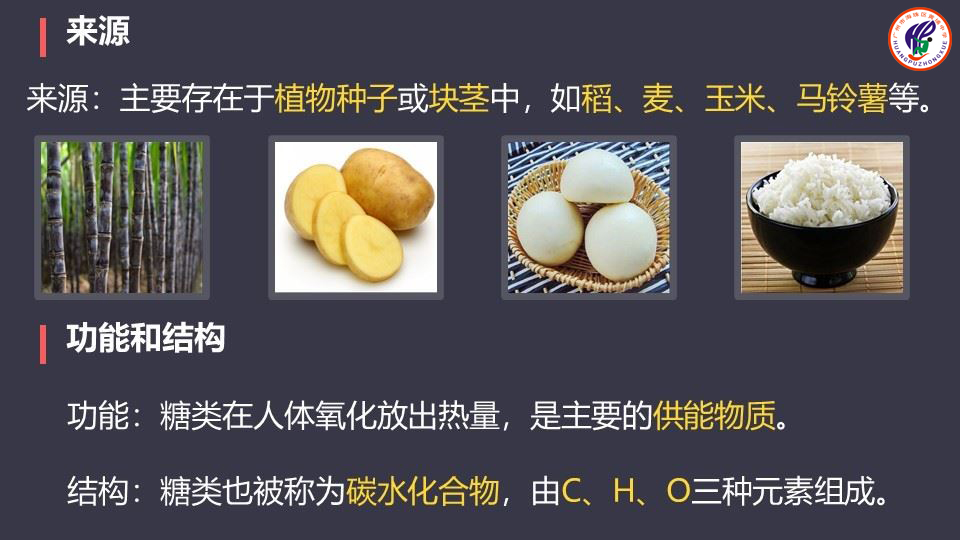 来源
来源：主要存在于植物种子或块茎中，如稻、麦、玉米、马铃薯等。
功能和结构
功能：糖类在人体氧化放出热量，是主要的供能物质。
结构：糖类也被称为碳水化合物，由C、H、O三种元素组成。
HUANGPUZHONGXUE